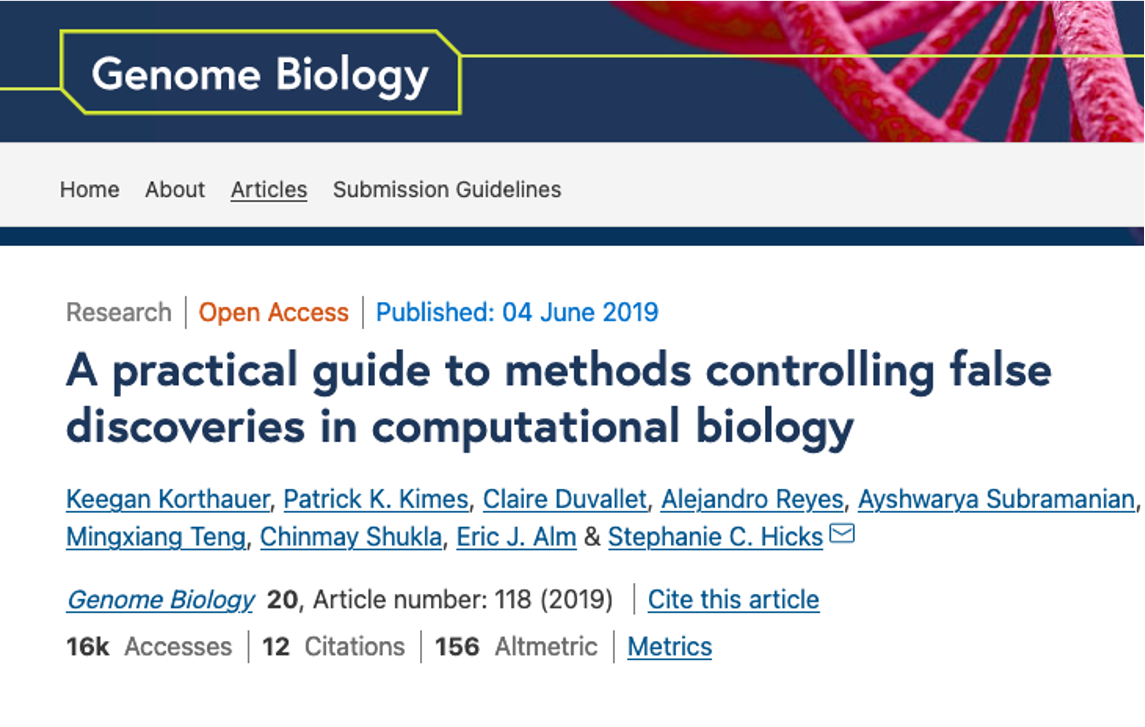 Genome Biology
Home About Articles Submission Guidelines
Research | Open Access | Published: 04 June 2019
A practical guide to methods controlling false
discoveries in computational biology
Keegan Korthauer, Patrick K. Kimes, Claire Duvallet, Alejandro Reyes, Ayshwarya Subramanian,
Mingxiang Teng, Chinmay Shukla, Eric J. Alm & Stephanie C. Hicks
Genome Biology 20, Article number: 118 (2019) | Cite this article
16k Accesses | 12 Citations | 156 Altmetric | Metrics